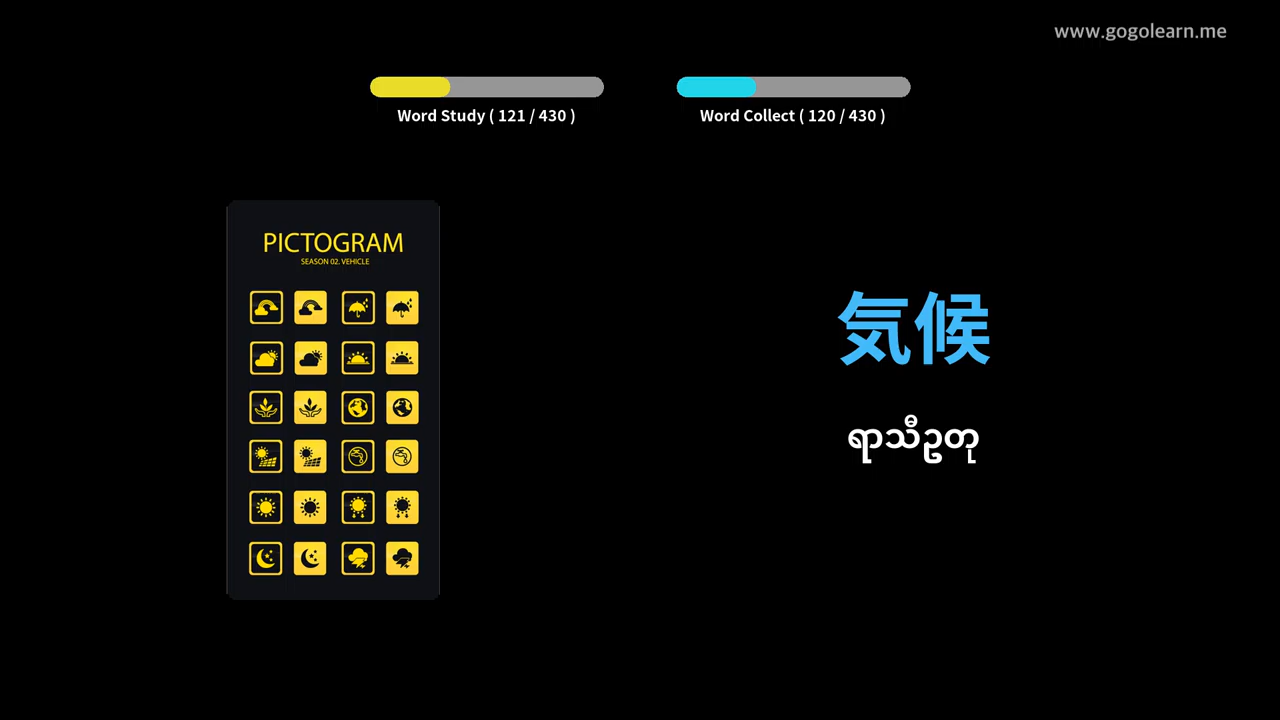 www.gogolearn.me
Word Study ( 121 / 430 )
Word Collect ( 120 / 430 )
PICTOGRAM
SEASON 02. VEHICLE
気候
ရာသီဥတု